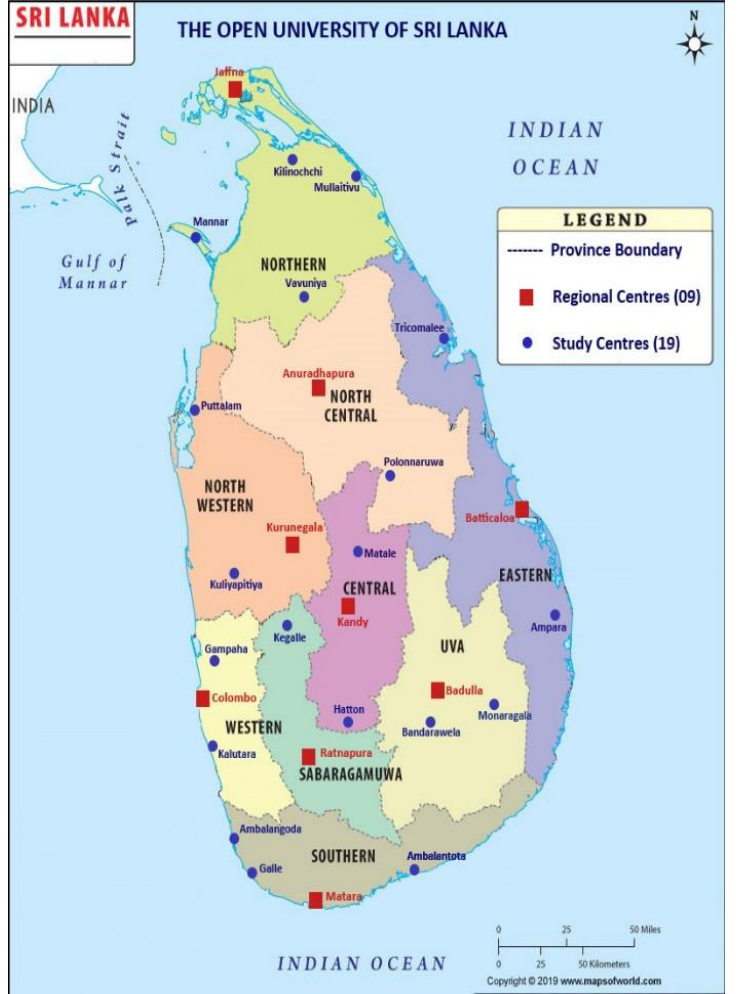 SRI LANKA
THE OPEN UNIVERSITY OF SRI LANKA
N
Jaffna
INDIA
INDIAN
OCEAN
Palk Strait
Kilinochchi
Mullaitivu
Mannar
Gulf of
Mannar
NORTHERN
Vavuniya
LEGEND
Province Boundary
Regional Centres (09)
Study Centres (19)
Tricomalee
Anuradhapura
NORTH
CENTRAL
Puttalam
Polonnaruwa
NORTH
WESTERN
Batticaloa
Kurunegala
Matale
Kuliyapitiya
CENTRAL
EASTERN
Kandy
Ampara
Kegalle
UVA
Gampaha
Colombo
Badulla
Hatton
Monaragala
WESTERN
Bandarawela
Kalutara
Ratnapura
SABARAGAMUWA
Ambalangoda
SOUTHERN
Ambalantota
Galle
Matara
0 25 50 Miles
0 25 50 Kilometers
INDIAN OCEAN
Copyright © 2019 www.mapsofworld.com